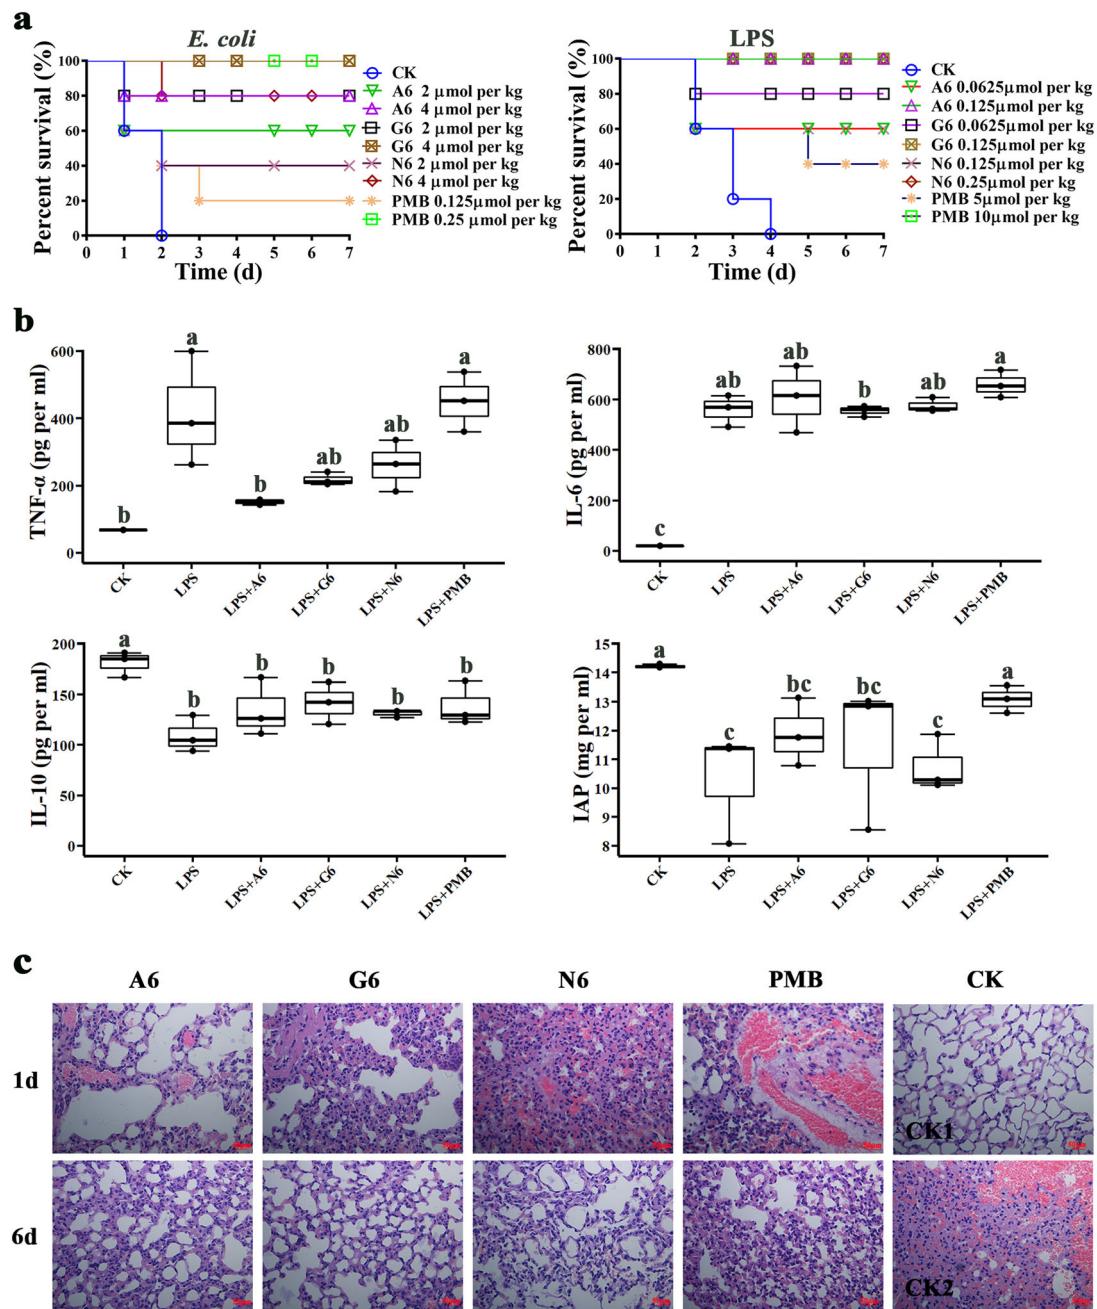 a
E. coli
LPS
Percent survival (%)
100
80
60
40
20
0
0 1 2 3 4 5 6 7
Time (d)
CK
A6 2 μmol per kg
A6 4 μmol per kg
G6 2 μmol per kg
G6 4 μmol per kg
N6 2 μmol per kg
N6 4 μmol per kg
PMB 0.125μmol per kg
PMB 0.25 μmol per kg
Percent survival (%)
100
80
60
40
20
0
0 1 2 3 4 5 6 7
Time (d)
CK
A6 0.0625μmol per kg
A6 0.125μmol per kg
G6 0.0625μmol per kg
G6 0.125μmol per kg
N6 0.125μmol per kg
N6 0.25μmol per kg
PMB 5μmol per kg
PMB 10μmol per kg
b
TNF-α (pg per ml)
600
400
200
0
b a b ab ab a
CK LPS LPS+A6 LPS+G6 LPS+N6 LPS+PMB
IL-6 (pg per ml)
800
600
400
200
0
c ab ab b ab a
CK LPS LPS+A6 LPS+G6 LPS+N6 LPS+PMB
IL-10 (pg per ml)
200
150
100
50
0
a b b b b b
CK LPS LPS+A6 LPS+G6 LPS+N6 LPS+PMB
IAP (mg per ml)
15
14
13
12
11
10
9
8
a c bc bc c a
CK LPS LPS+A6 LPS+G6 LPS+N6 LPS+PMB
c
A6 G6 N6 PMB CK
1d
CK1
6d
CK2